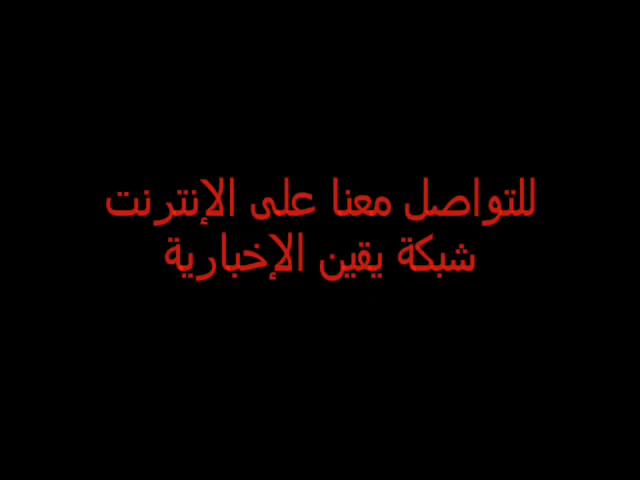 للتواصل معنا على الإنترنت
شبكة يقين الإخبارية